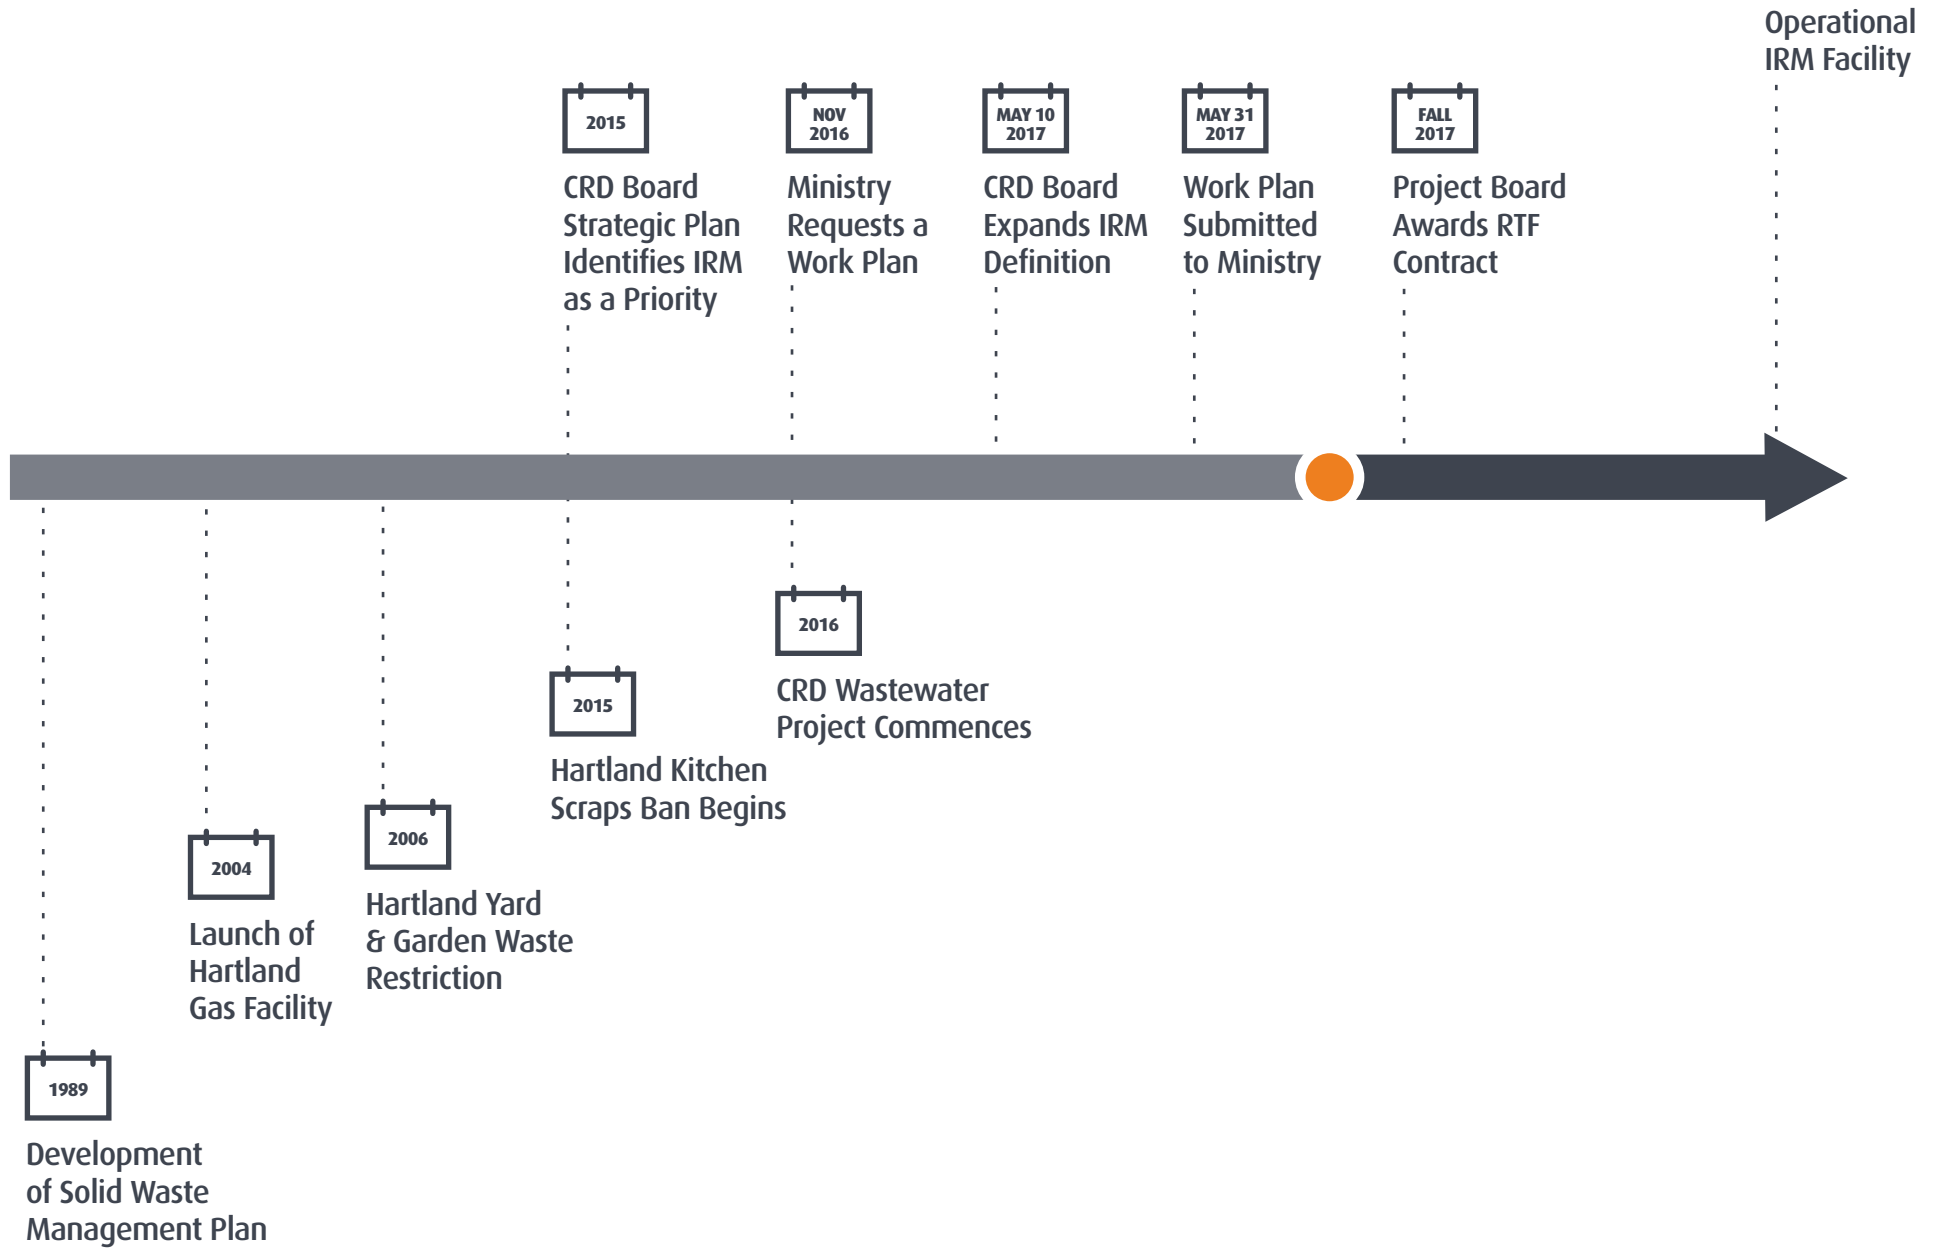 Operational
IRM Facility
2015
CRD Board
Strategic Plan
Identifies IRM
as a Priority
NOV
2016
Ministry
Requests a
Work Plan
MAY 10
2017
CRD Board
Expands IRM
Definition
MAY 31
2017
Work Plan
Submitted
to Ministry
FALL
2017
Project Board
Awards RTF
Contract
2016
CRD Wastewater
Project Commences
2015
Hartland Kitchen
Scraps Ban Begins
2006
Hartland Yard
& Garden Waste
Restriction
2004
Launch of
Hartland
Gas Facility
1989
Development
of Solid Waste
Management Plan